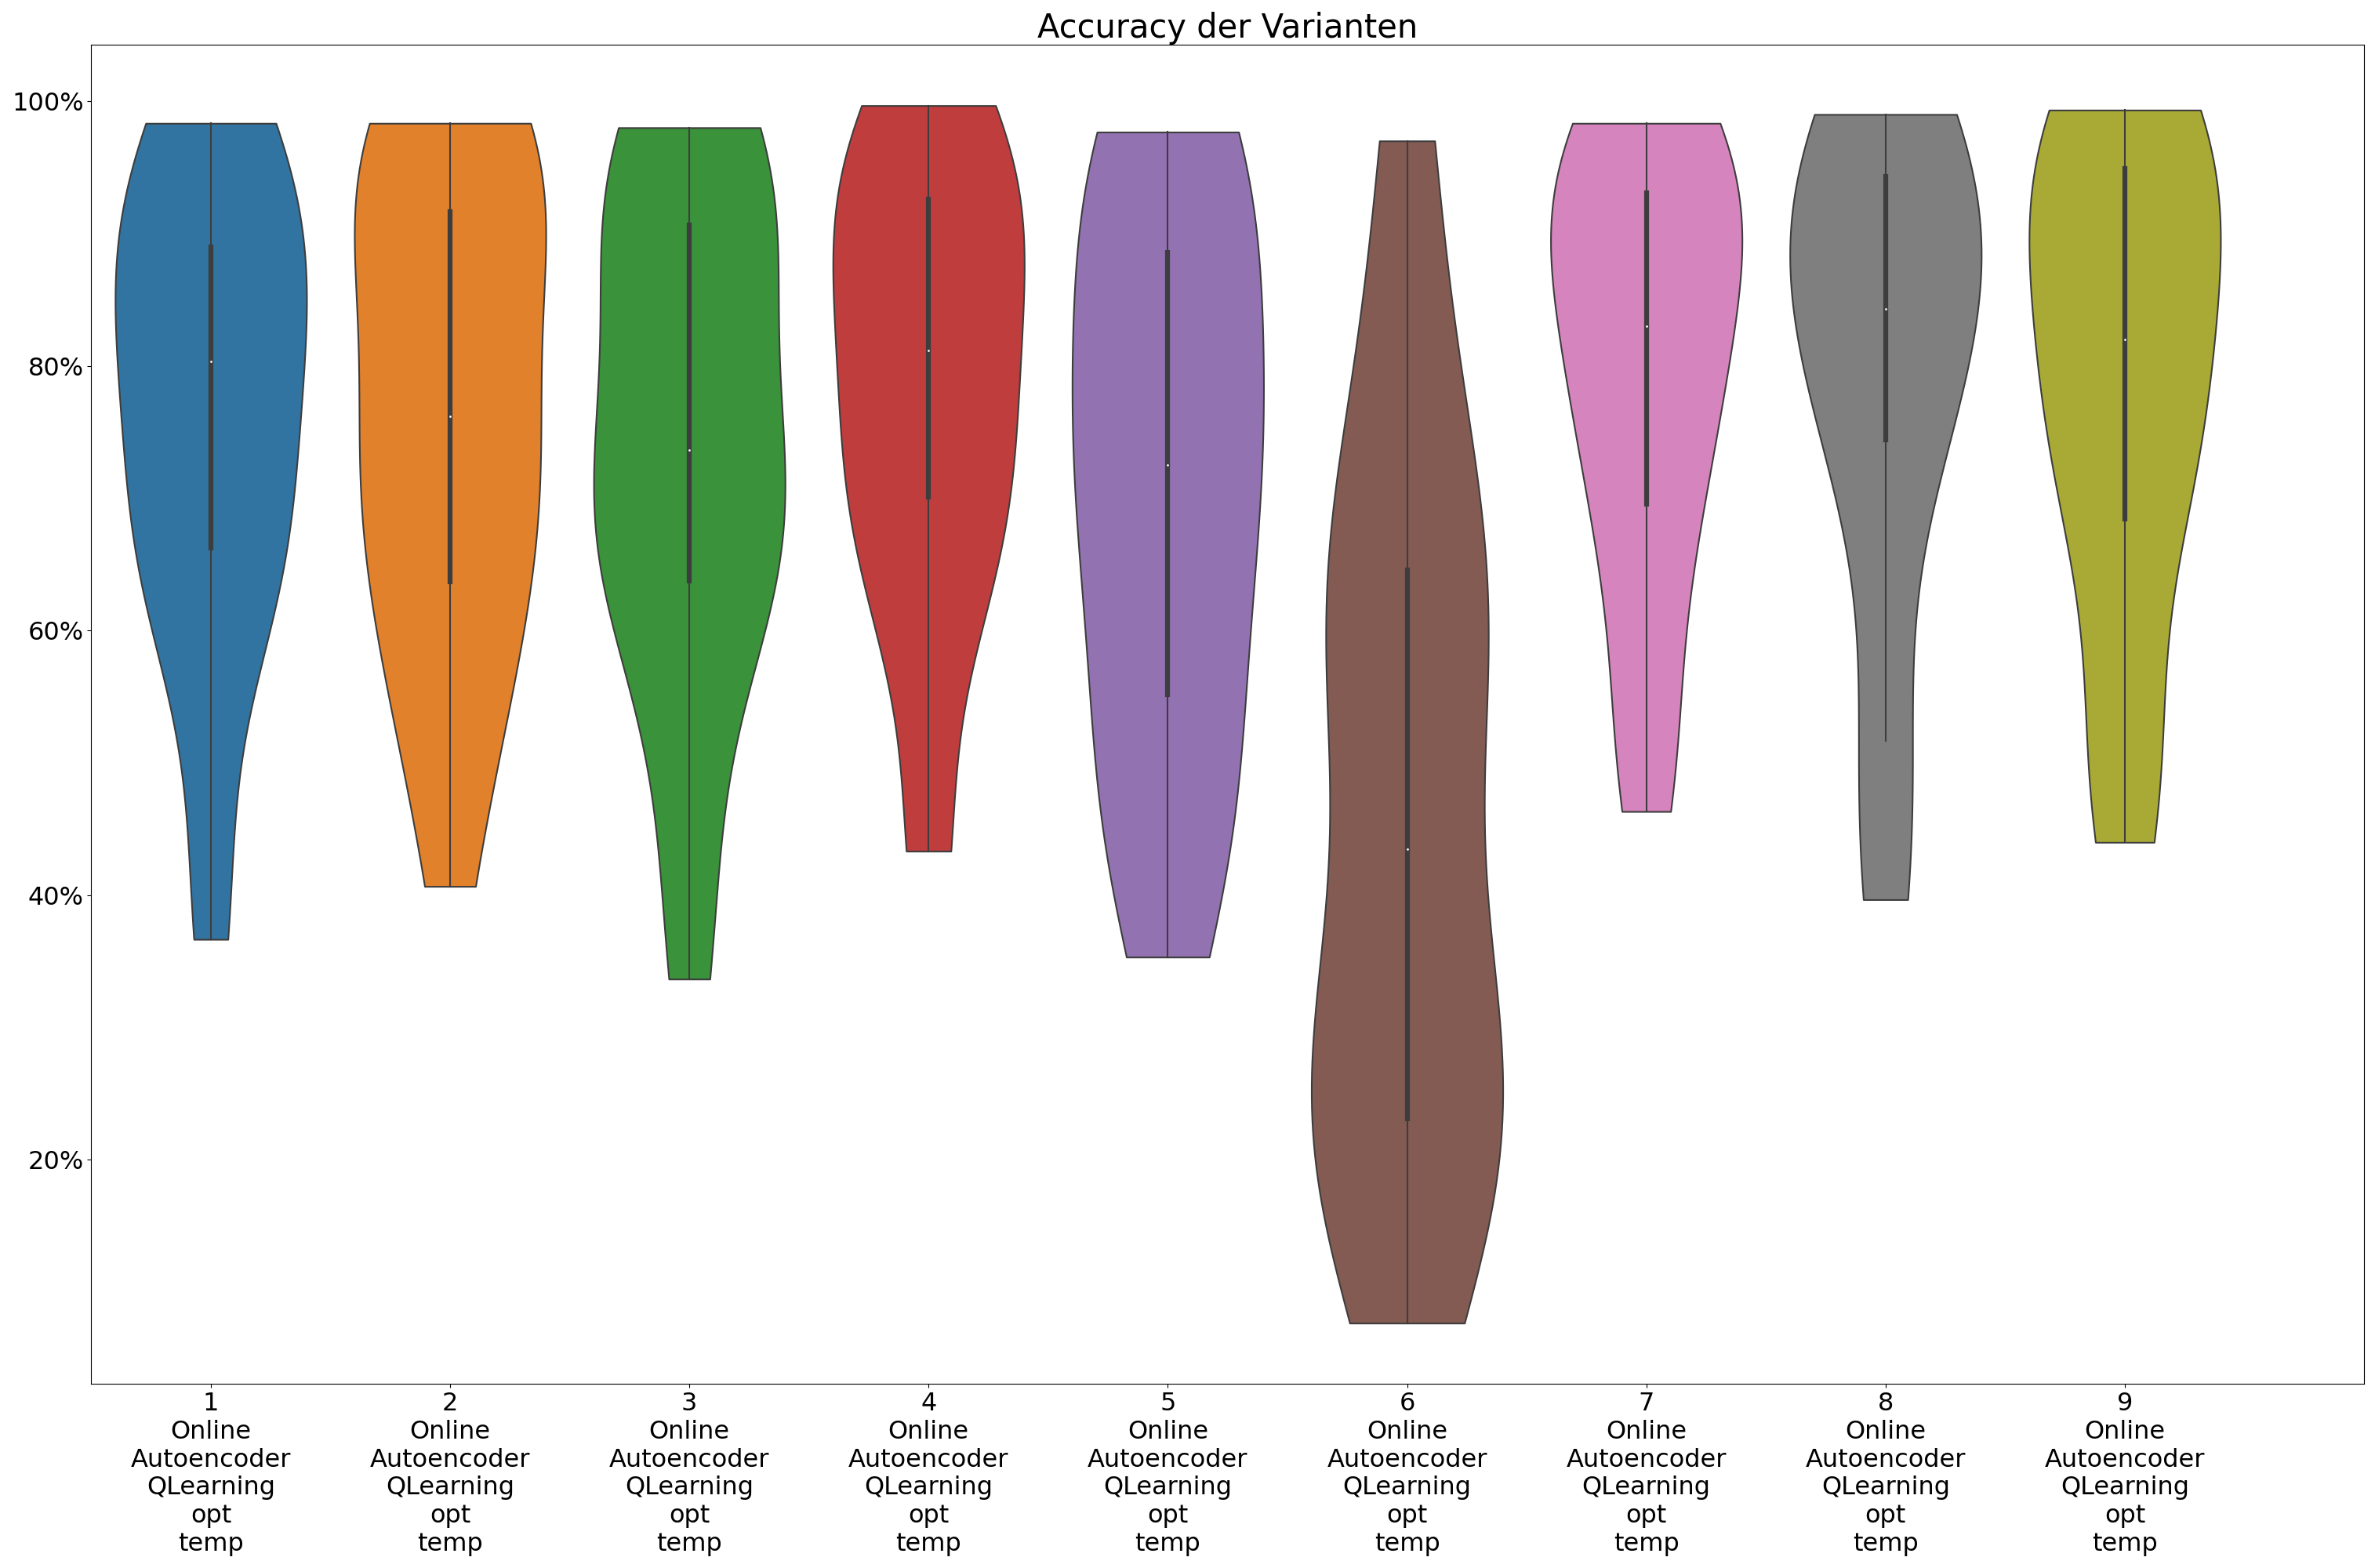 Accuracy der Varianten
100%
80%
60%
40%
20%
1
Online
Autoencoder
QLearning
opt
temp
2
Online
Autoencoder
QLearning
opt
temp
3
Online
Autoencoder
QLearning
opt
temp
4
Online
Autoencoder
QLearning
opt
temp
5
Online
Autoencoder
QLearning
opt
temp
6
Online
Autoencoder
QLearning
opt
temp
7
Online
Autoencoder
QLearning
opt
temp
8
Online
Autoencoder
QLearning
opt
temp
9
Online
Autoencoder
QLearning
opt
temp